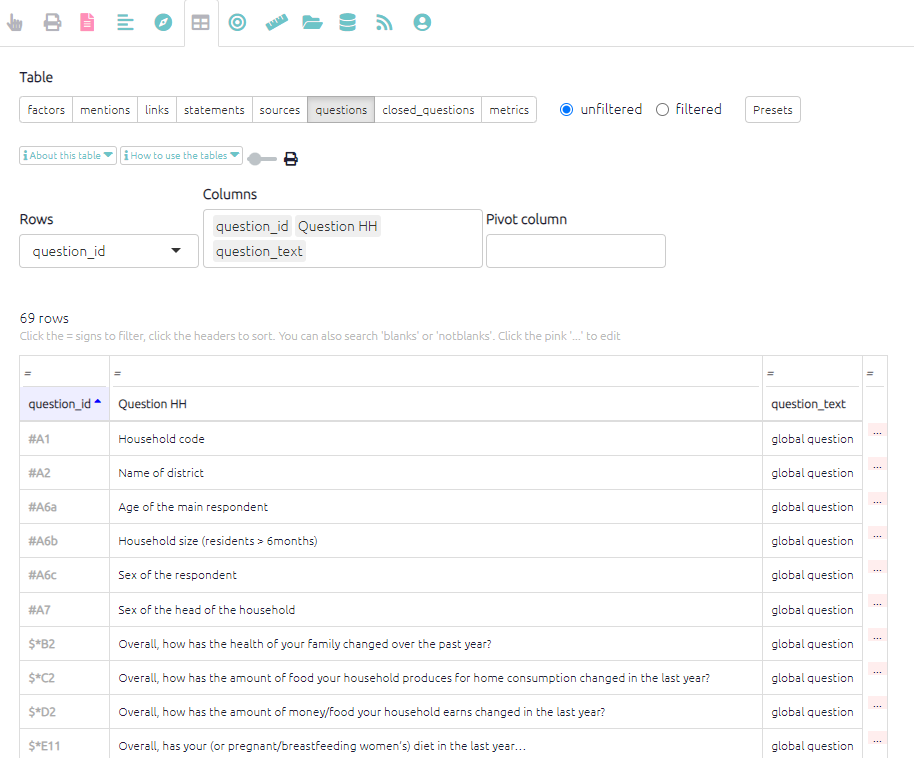 Table
factors mentions links statements sources questions closed_questions metrics unfiltered filtered Presets
About this table How to use the tables
Columns
Rows question_id Question HH Pivot column
question_id question_text
69 rows
Click the = signs to filter, click the headers to sort. You can also search 'blanks' or 'notblanks'. Click the pink '...' to edit
= = = =
question_id Question HH question_text
#A1 Household code global question ...
#A2 Name of district global question ...
#A6a Age of the main respondent global question ...
#A6b Household size (residents > 6months) global question ...
#A6c Sex of the respondent global question ...
#A7 Sex of the head of the household global question ...
$*B2 Overall, how has the health of your family changed over the past year? global question ...
$*C2 Overall, how has the amount of food your household produces for home consumption changed in the last year? global question ...
$*D2 Overall, how has the amount of money/food your household earns changed in the last year? global question ...
$*E11 Overall, has your (or pregnant/breastfeeding women's) diet in the last year… global question ...